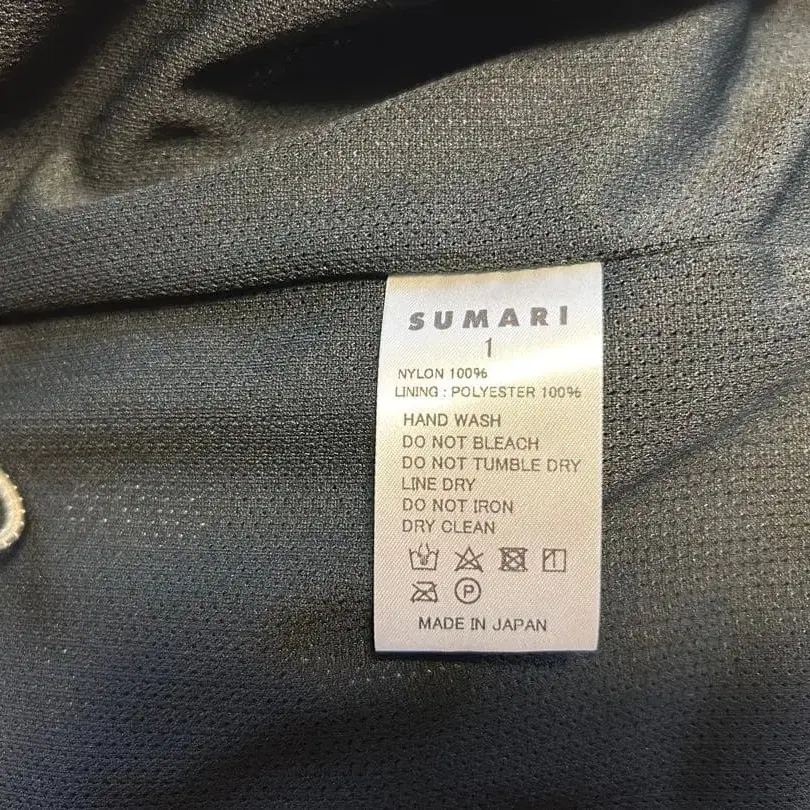 SUMARI
1
NYLON 100%
LINING : POLYESTER 100%
HAND WASH
DO NOT BLEACH
DO NOT TUMBLE DRY
LINE DRY
DO NOT IRON
DRY CLEAN
P
MADE IN JAPAN